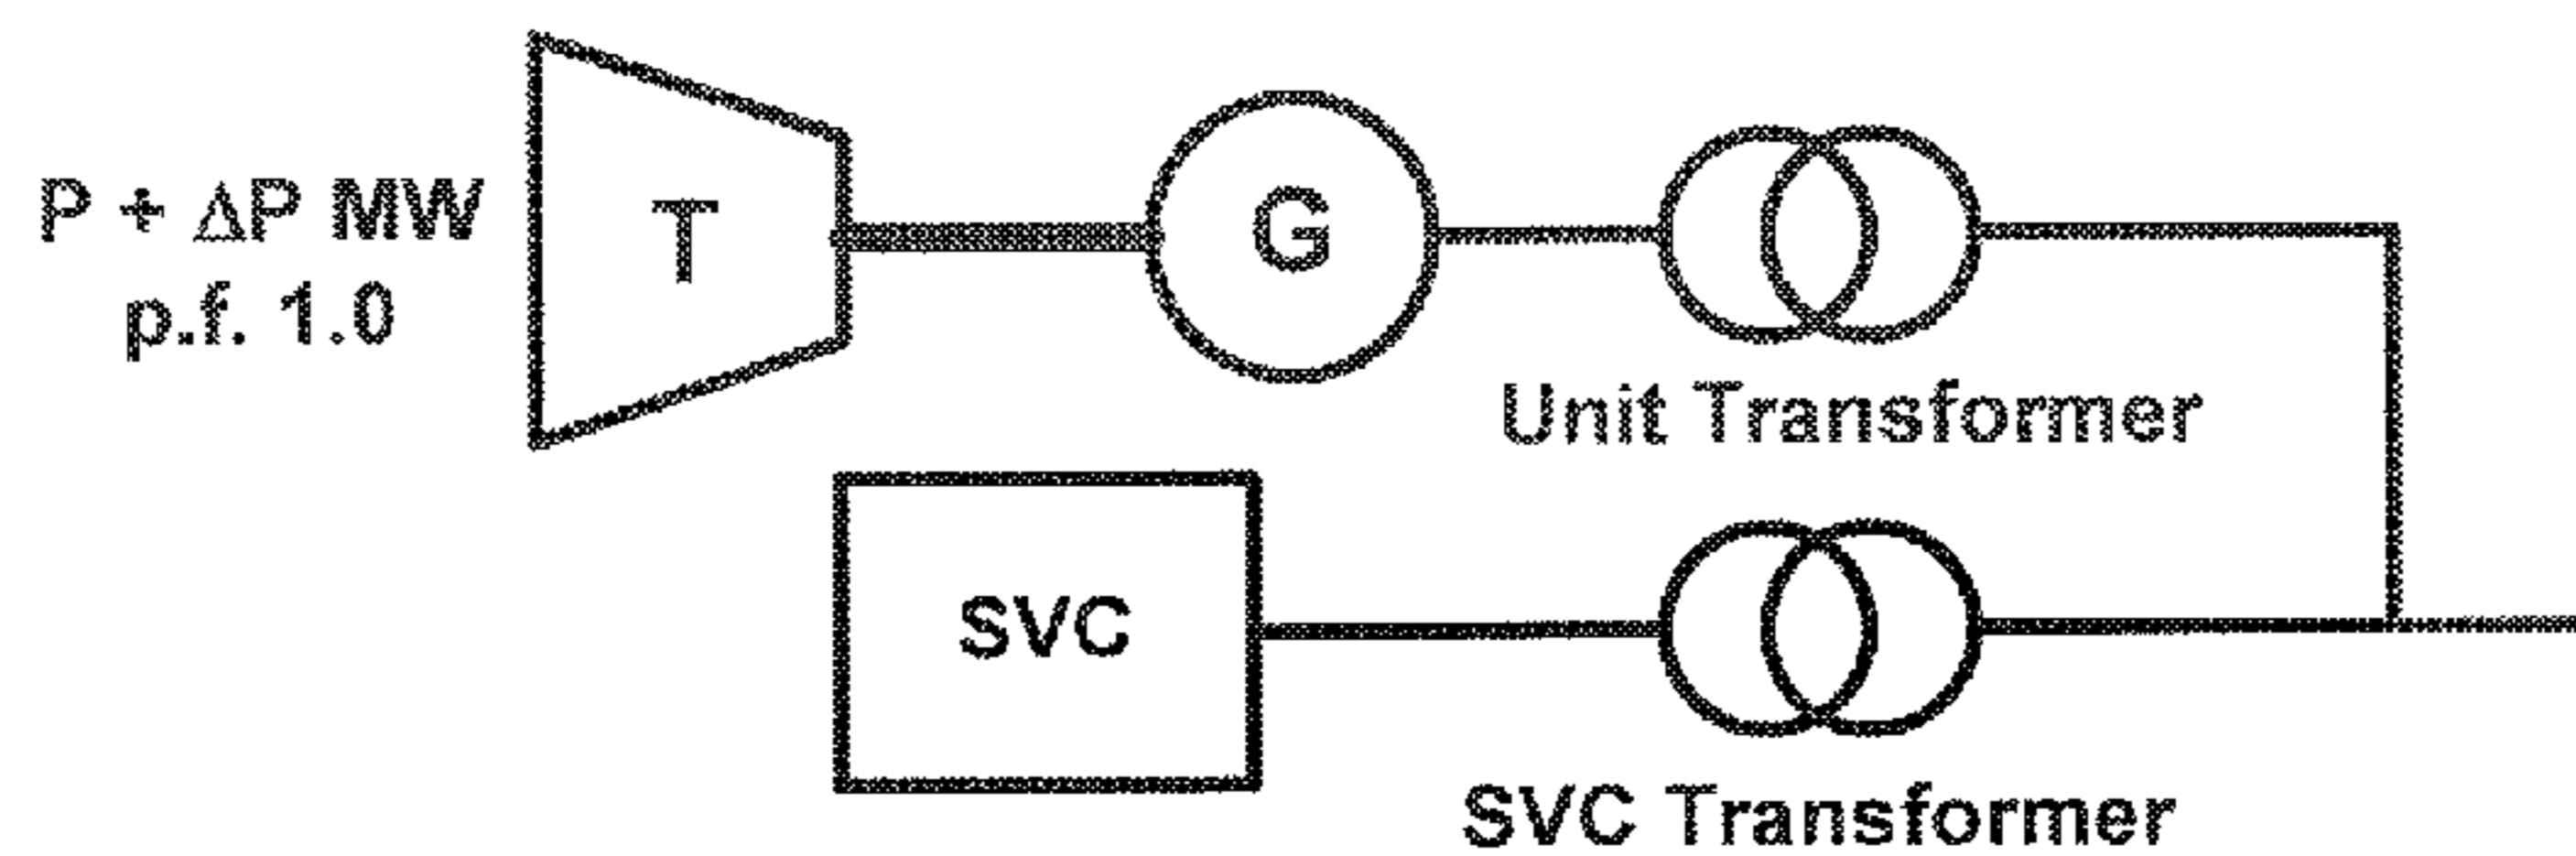 P + ΔP MW
p.f. 1.0
T
G
Unit Transformer
SVC
SVC Transformer